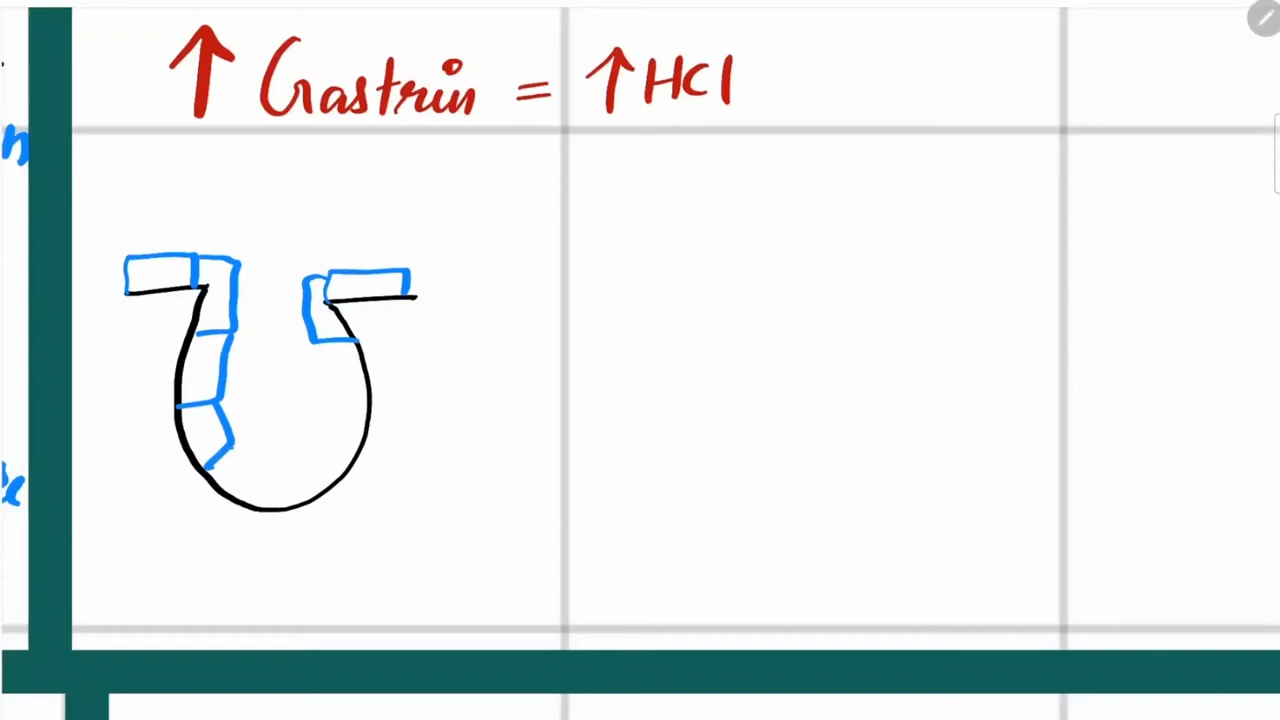 ↑ Gastrin = ↑ HCl